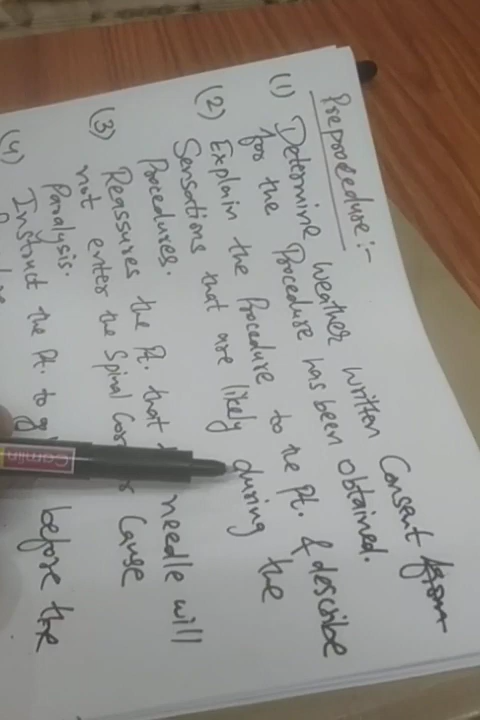 Preprocedure:-
(1) Determine weather written Consent from
for the Procedure has been obtained.
(2) Explain the Procedure to the Pt. & describe
Sensations that are likely during the
Procedures.
(3) Reassures the Pt. that needle will
not enter the Spinal Cause
Paralysis.
(4) Instruct the Pt. to before the
Camlin